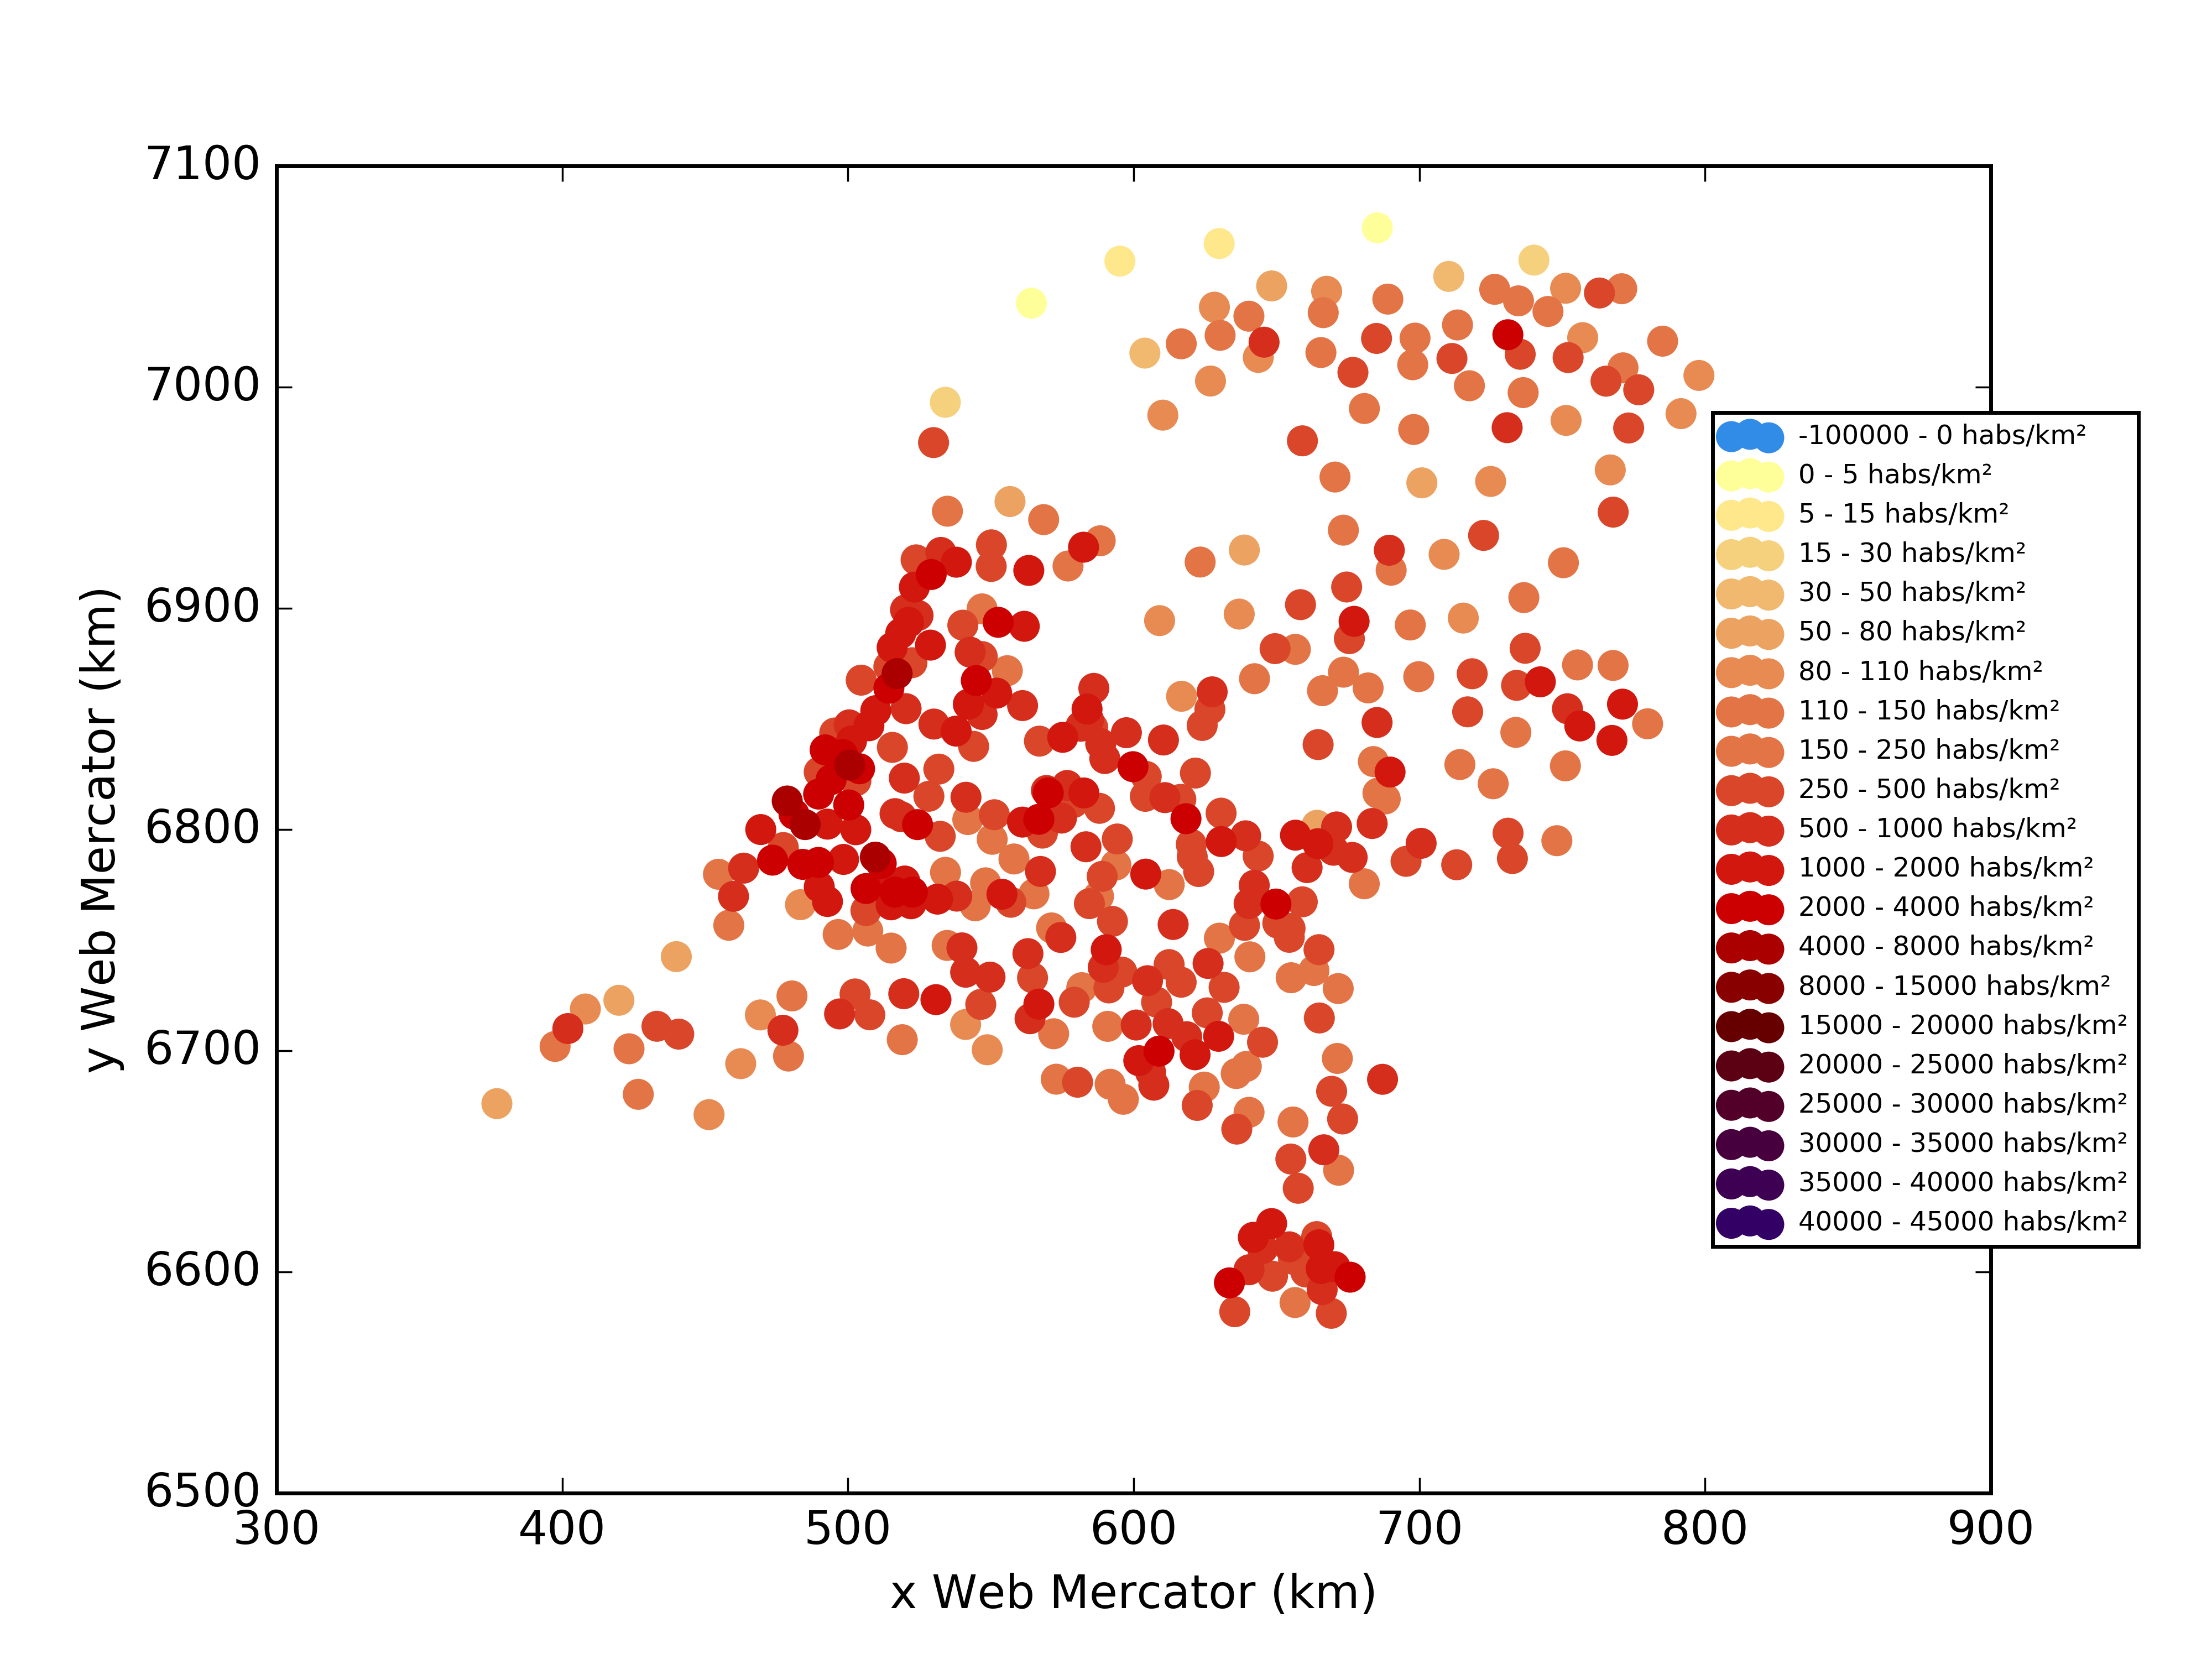 7100
7000
6900
6800
6700
6600
6500
y Web Mercator (km)
300 400 500 600 700 800 900
x Web Mercator (km)
-100000 - 0 habs/km²
0 - 5 habs/km²
5 - 15 habs/km²
15 - 30 habs/km²
30 - 50 habs/km²
50 - 80 habs/km²
80 - 110 habs/km²
110 - 150 habs/km²
150 - 250 habs/km²
250 - 500 habs/km²
500 - 1000 habs/km²
1000 - 2000 habs/km²
2000 - 4000 habs/km²
4000 - 8000 habs/km²
8000 - 15000 habs/km²
15000 - 20000 habs/km²
20000 - 25000 habs/km²
25000 - 30000 habs/km²
30000 - 35000 habs/km²
35000 - 40000 habs/km²
40000 - 45000 habs/km²